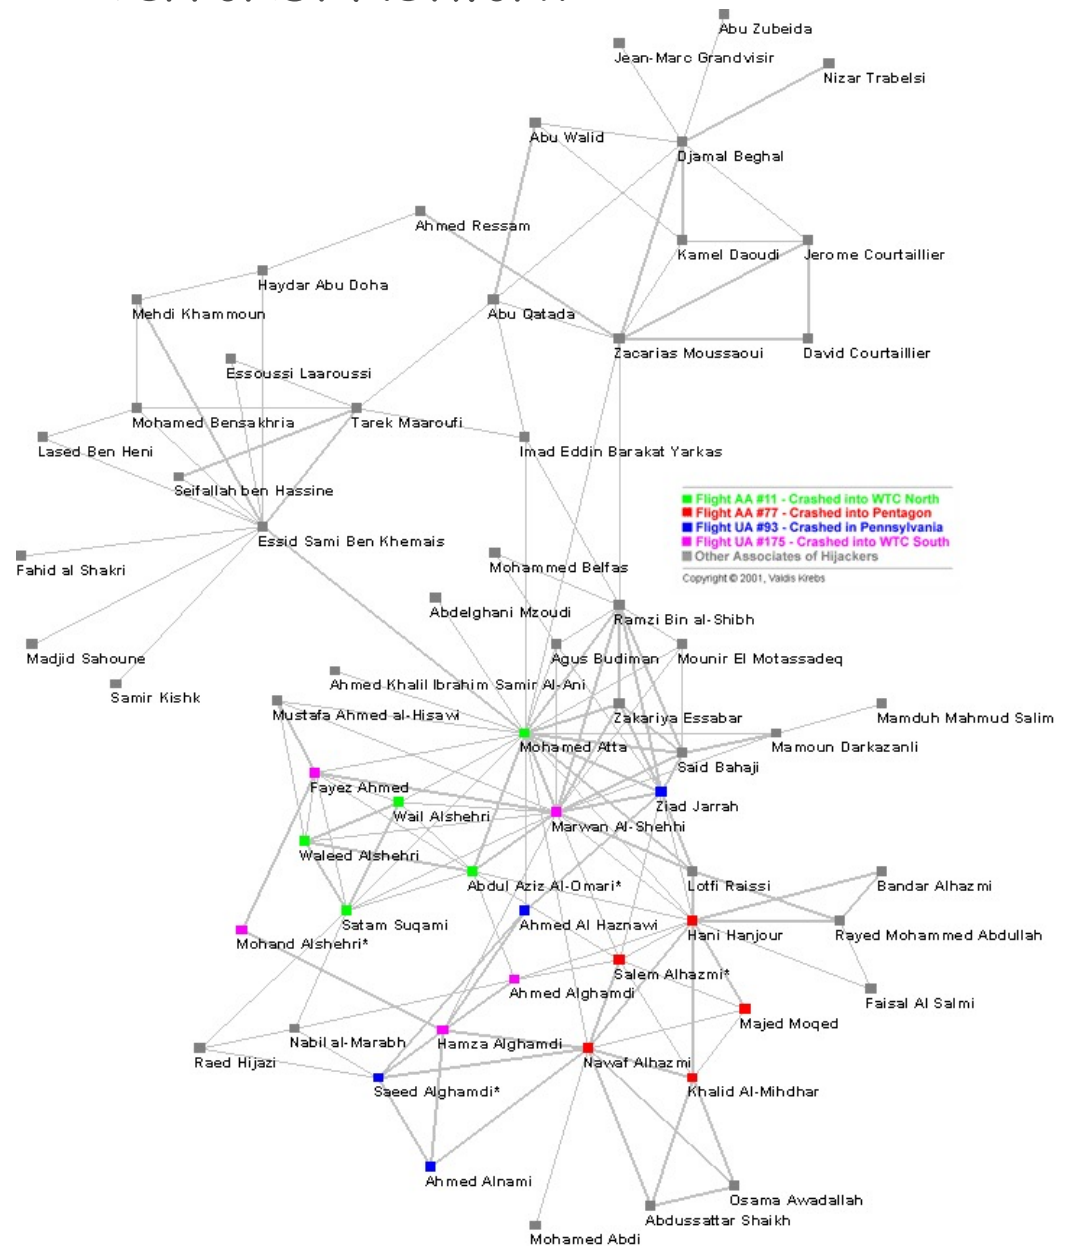 Abu Zubeida
Jean-Marc Grandvisir
Nizar Trabelsi
Abu Walid
Djamal Beghal
Ahmed Ressam
Kamel Daoudi
Jerome Courtaillier
Haydar Abu Doha
Mehdi Khammoun
Abu Qatada
Zacarias Moussaoui
David Courtaillier
Essoussi Laaroussi
Mohamed Bensakhria
Tarek Maaroufi
Lased Ben Heni
Imad Eddin Barakat Yarkas
Seifallah ben Hassine
Flight AA #11 - Crashed into WTC North
Flight AA #77 - Crashed into Pentagon
Flight UA #93 - Crashed in Pennsylvania
Flight UA #175 - Crashed into WTC South
Other Associates of Hijackers
Copyright © 2001, Valdis Krebs
Essid Sami Ben Khemais
Fahid al Shakri
Mohammed Belfas
Abdelghani Mzoudi
Ramzi Bin al-Shibh
Madjid Sahoune
Agus Budiman
Mounir El Motassadeq
Samir Kishk
Ahmed Khalil Ibrahim Samir Al-Ani
Mustafa Ahmed al-Hisawi
Zakariya Essabar
Mamduh Mahmud Salim
Mohamed Atta
Mamoun Darkazanli
Said Bahaji
Fayez Ahmed
Ziad Jarrah
Wail Alshehri
Marwan Al-Shehhi
Waleed Alshehri
Abdul Aziz Al-Omari*
Lotfi Raissi
Bandar Alhazmi
Satam Suqami
Ahmed Al Haznawi
Hani Hanjour
Rayed Mohammed Abdullah
Mohand Alshehri*
Salem Alhazmi*
Ahmed Alghamdi
Faisal Al Salmi
Majed Moqed
Nabil al-Marabh
Hamza Alghamdi
Raed Hijazi
Nawaf Alhazmi
Saeed Alghamdi*
Khalid Al-Mihdhar
Ahmed Alnami
Osama Awadallah
Abdussattar Shaikh
Mohamed Abdi